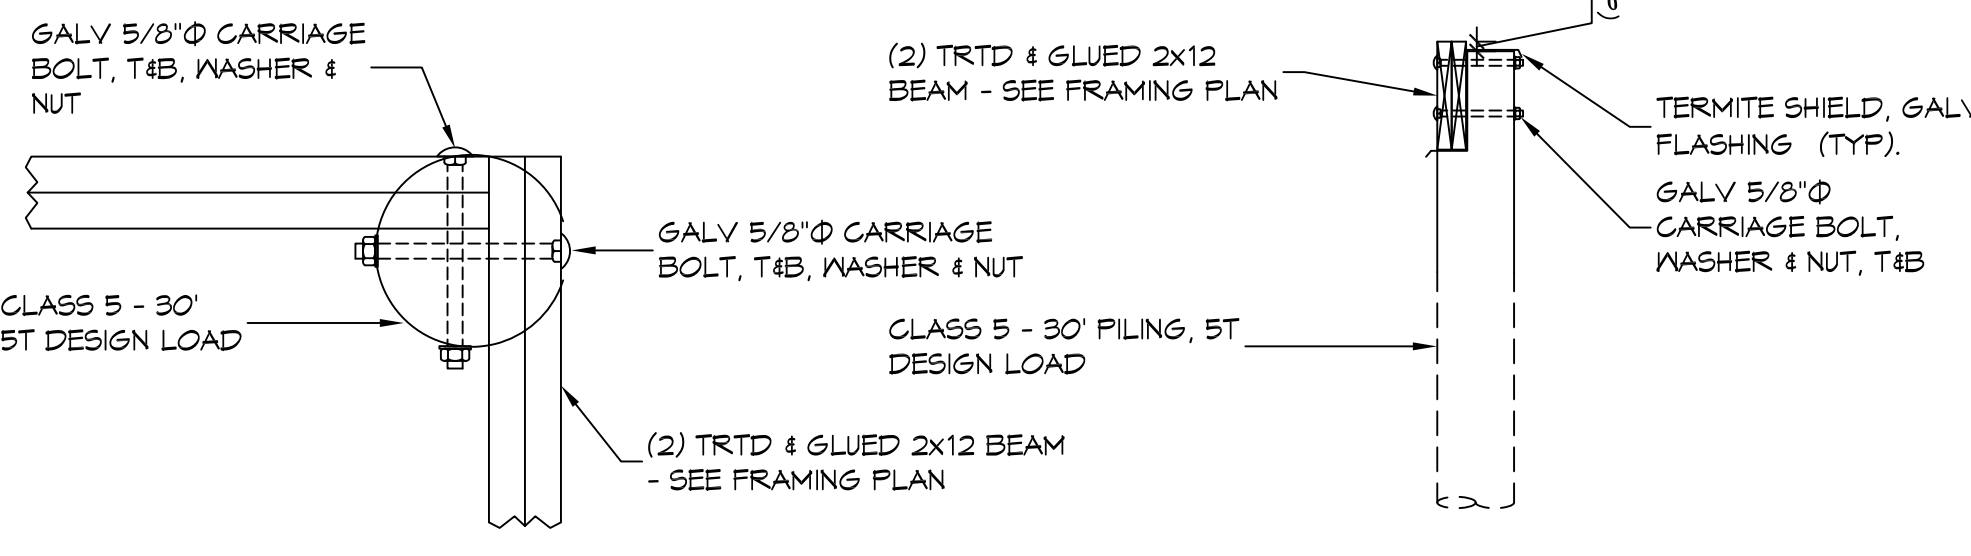 GALV 5/8"Φ CARRIAGE
BOLT, T&B, WASHER &
NUT
GALV 5/8"Φ CARRIAGE
BOLT, T&B, WASHER & NUT
CLASS 5 - 30'
5T DESIGN LOAD
(2) TRTD & GLUED 2x12 BEAM
- SEE FRAMING PLAN
(2) TRTD & GLUED 2x12
BEAM - SEE FRAMING PLAN
TERMITE SHIELD, GALV
FLASHING (TYP).
GALV 5/8"Φ
CARRIAGE BOLT,
WASHER & NUT, T&B
CLASS 5 - 30' PILING, 5T
DESIGN LOAD